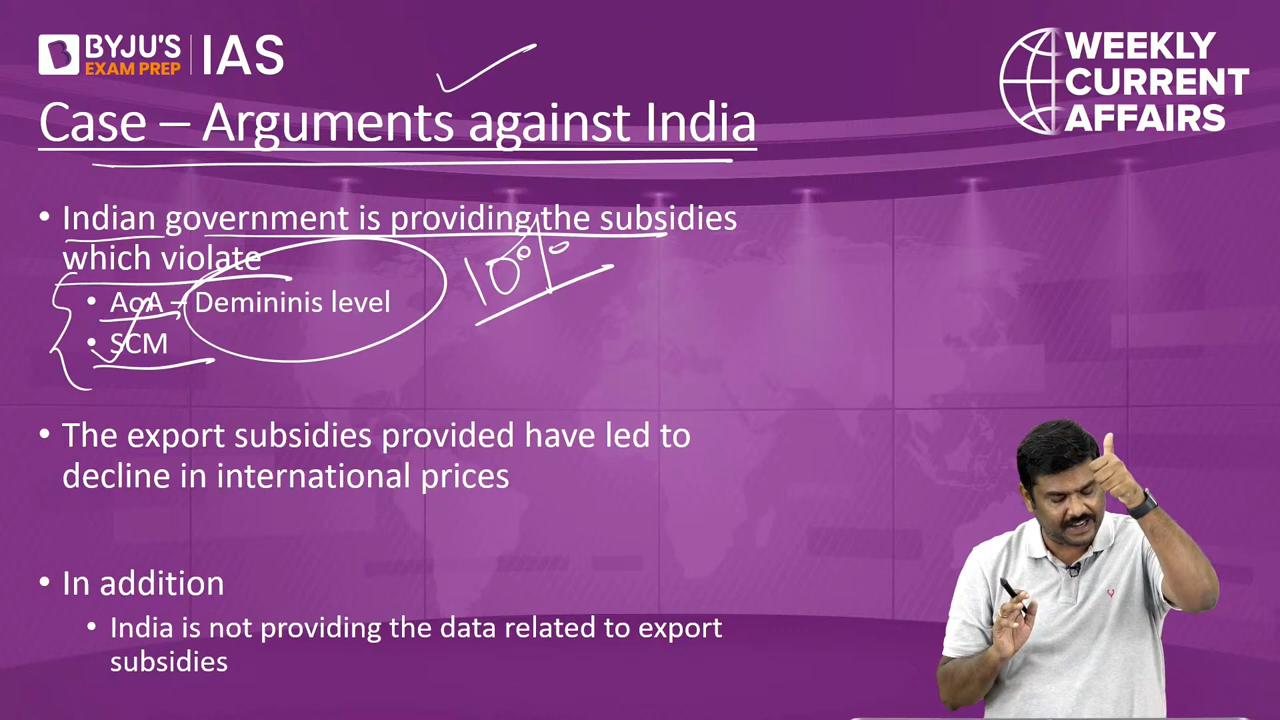 BYJU'S
EXAM PREP
IAS
WEEKLY
CURRENT
AFFAIRS
Case – Arguments against India
• Indian government is providing the subsidies
which violate
• AoA – Demininis level
• SCM
10%
• The export subsidies provided have led to
decline in international prices
• In addition
• India is not providing the data related to export
subsidies